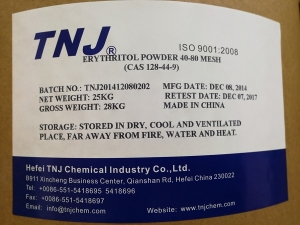 TNJ®
ISO 9001:2008
ERYTHRITOL POWDER 40-80 MESH
(CAS 128-44-9)
BATCH NO: TNJ201412080202
MFG DATE: DEC 08, 2014
NET WEIGHT: 25KG
RETEST DATE: DEC 07, 2017
GROSS WEIGHT: 28KG
MADE IN CHINA
STORAGE: STORED IN DRY, COOL AND VENTILATED
PLACE, FAR AWAY FROM FIRE, WATER AND HEAT.
Hefei TNJ Chemical Industry Co.,Ltd.
B911 Xincheng Business Center, Qianshan Rd, Hefei China 230022
Tel: +0086-551-5418695 5418696
Fax: +0086-551-5418697
Email: info@tnjchem.com
Website: www.tnjchem.com